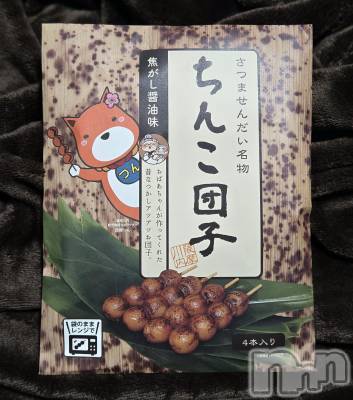 さつませんだい名物
ちんこ団子
焦がし醤油味
おばあちゃんが作ってくれた
昔なつかしアツアツお団子。
つん
袋のまま
レンジで
4本入り